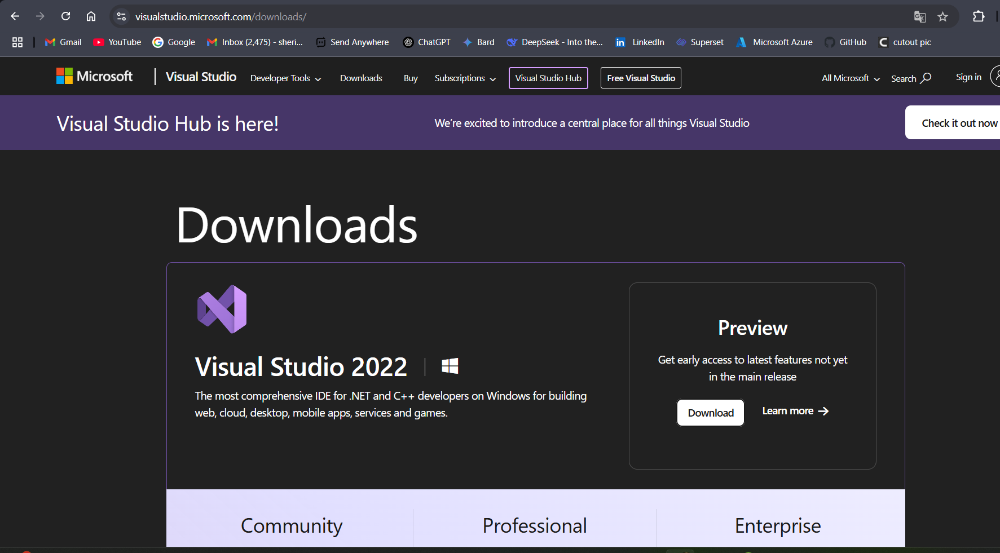 visualstudio.microsoft.com/downloads/
Gmail YouTube Google Inbox (2,475) - sheri... Send Anywhere ChatGPT Bard DeepSeek - Into the... LinkedIn Superset Microsoft Azure GitHub cutout pic
Microsoft Visual Studio Developer Tools Downloads Buy Subscriptions Visual Studio Hub Free Visual Studio All Microsoft Search Sign in
Visual Studio Hub is here! We're excited to introduce a central place for all things Visual Studio Check it out now
Downloads
Visual Studio 2022
The most comprehensive IDE for .NET and C++ developers on Windows for building
web, cloud, desktop, mobile apps, services and games.
Preview
Get early access to latest features not yet
in the main release
Download Learn more
Community Professional Enterprise